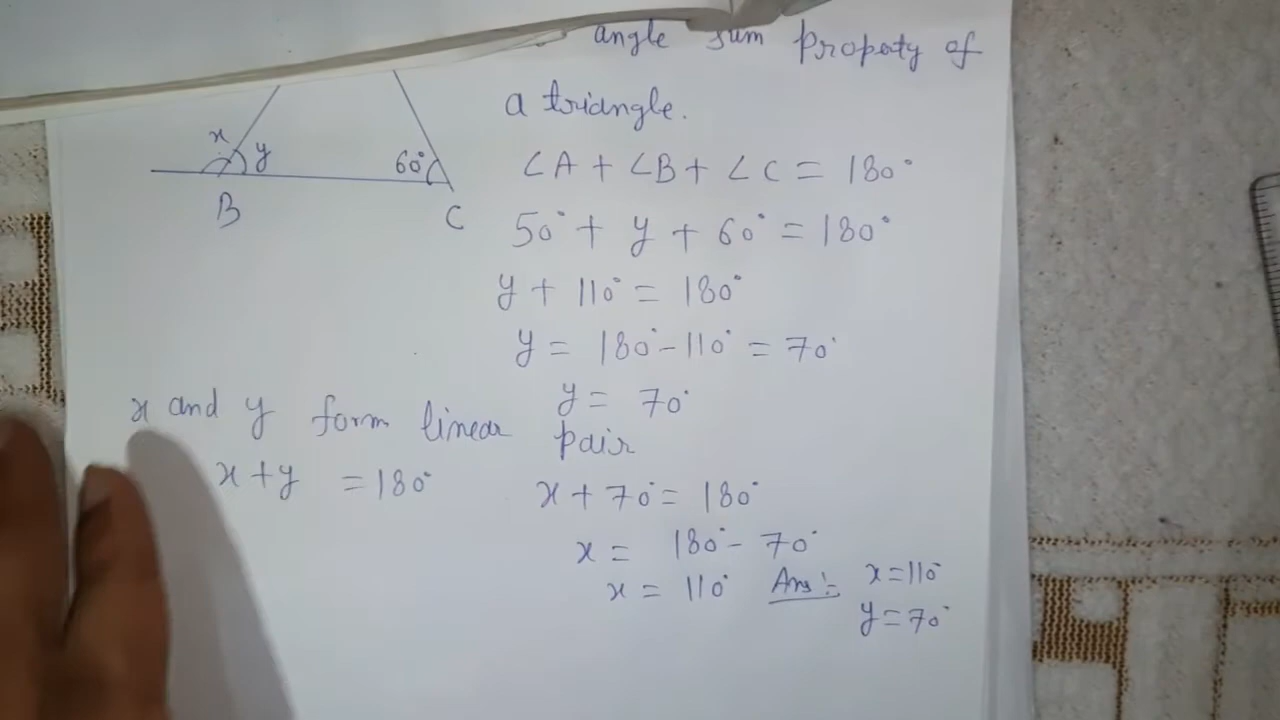 angle sum Property of
a triangle.
x
y
60°
B
C
∠A + ∠B + ∠C = 180°
50° + y + 60° = 180°
y + 110° = 180°
y = 180° - 110° = 70°
y = 70°
x and y form linear pair
x + y = 180°
x + 70° = 180°
x = 180° - 70°
x = 110°
Ans:- x = 110°
y = 70°